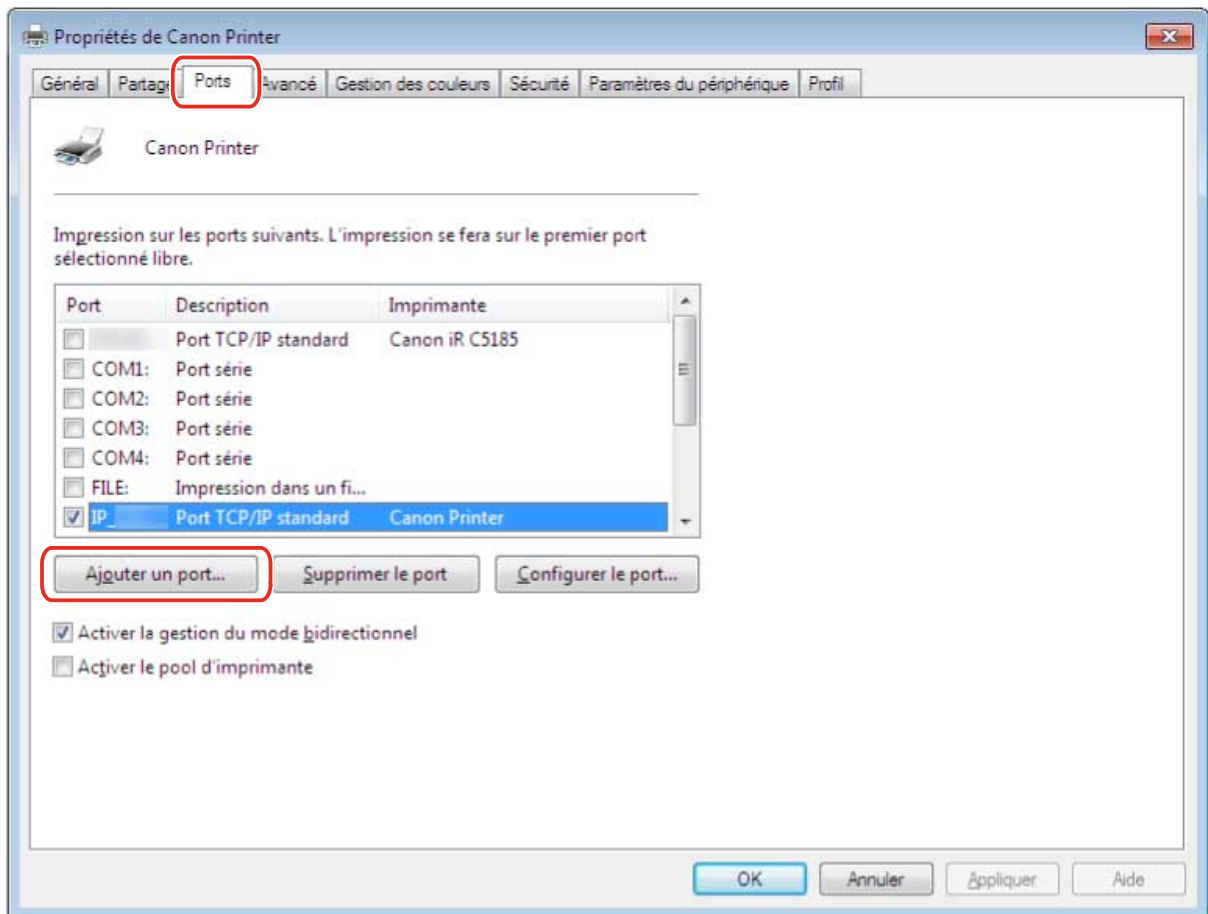 Propriétés de Canon Printer
Général Partage Ports Avancé Gestion des couleurs Sécurité Paramètres du périphérique Profil
Canon Printer
Impression sur les ports suivants. L'impression se fera sur le premier port
sélectionné libre.
Port Description Imprimante
Port TCP/IP standard Canon iR C5185
COM1: Port série
COM2: Port série
COM3: Port série
COM4: Port série
FILE: Impression dans un fi...
IP_ Port TCP/IP standard Canon Printer
Ajouter un port... Supprimer le port Configurer le port...
Activer la gestion du mode bidirectionnel
Activer le pool d'imprimante
OK Annuler Appliquer Aide